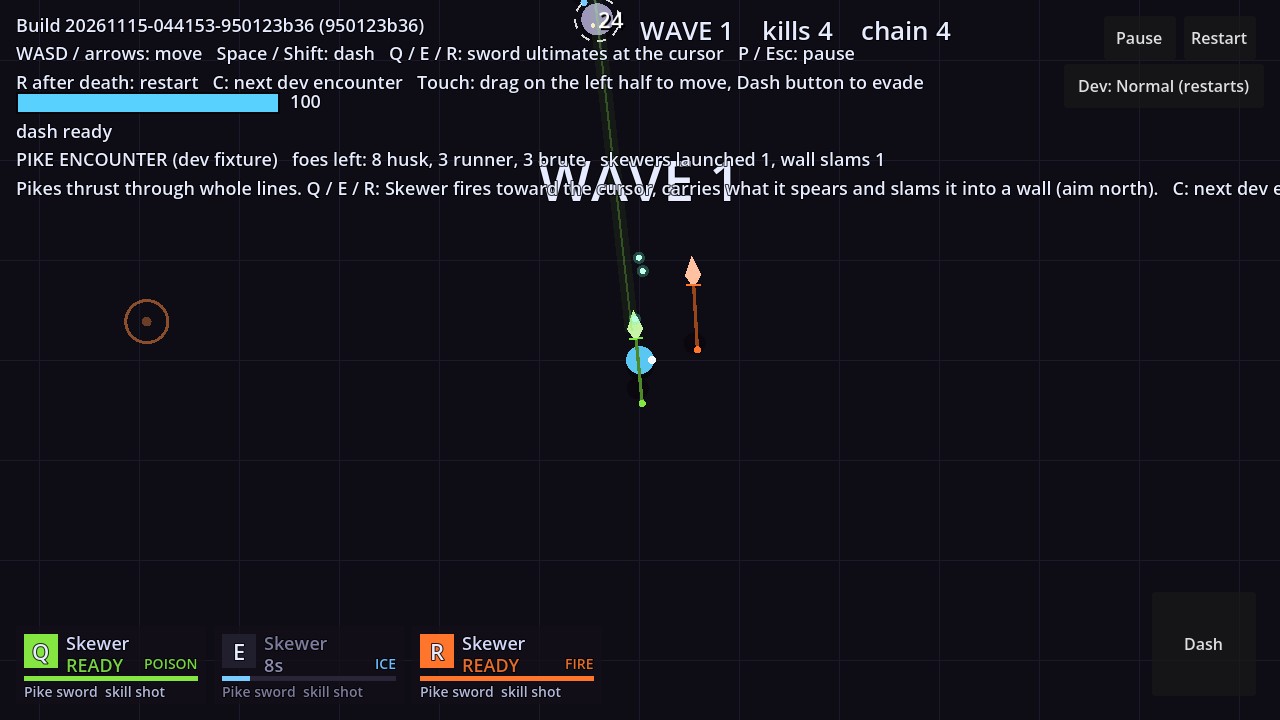 Build 20261115-044153-950123b36 (950123b36)
24
WAVE 1 kills 4 chain 4
Pause
Restart
WASD / arrows: move Space / Shift: dash Q / E / R: sword ultimates at the cursor P / Esc: pause
R after death: restart C: next dev encounter Touch: drag on the left half to move, Dash button to evade
Dev: Normal (restarts)
100
dash ready
PIKE ENCOUNTER (dev fixture) foes left: 8 husk, 3 runner, 3 brute, skewers launched 1, wall slams 1
WAVE 1
Pikes thrust through whole lines. Q / E / R: Skewer fires toward the cursor, carries what it spears and slams it into a wall (aim north). C: next dev e
Q Skewer
READY POISON
Pike sword skill shot
E Skewer
8s ICE
Pike sword skill shot
R Skewer
READY FIRE
Pike sword skill shot
Dash